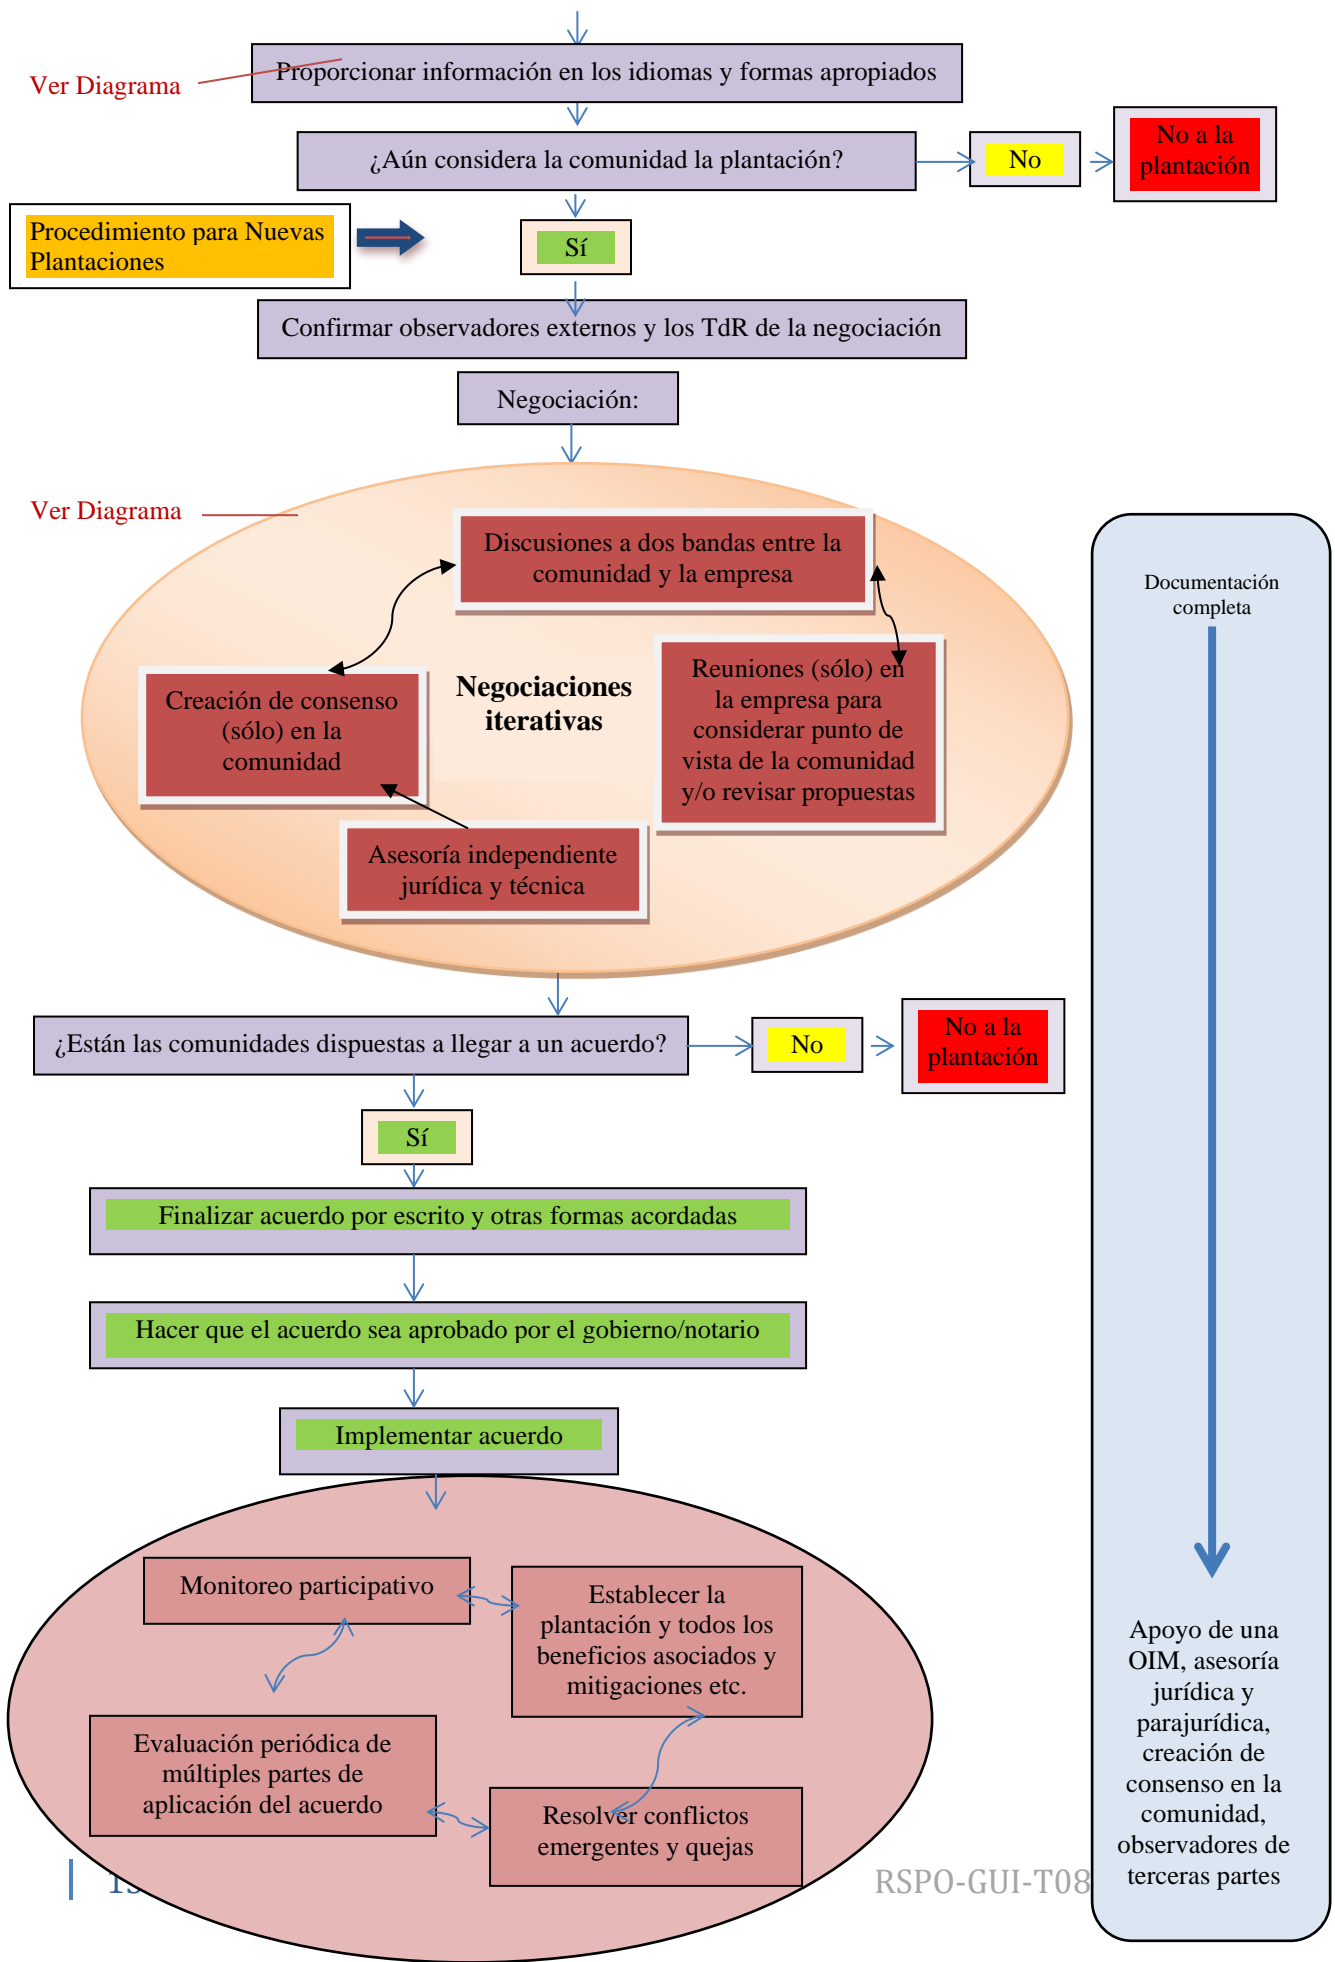 Ver Diagrama
Proporcionar información en los idiomas y formas apropiados
¿Aún considera la comunidad la plantación?
No
No a la
plantación
Procedimiento para Nuevas
Plantaciones
Sí
Confirmar observadores externos y los TdR de la negociación
Negociación:
Ver Diagrama
Discusiones a dos bandas entre la
comunidad y la empresa
Creación de consenso
(sólo) en la
comunidad
Negociaciones
iterativas
Reuniones (sólo) en
la empresa para
considerar punto de
vista de la comunidad
y/o revisar propuestas
Asesoría independiente
jurídica y técnica
¿Están las comunidades dispuestas a llegar a un acuerdo?
No
No a la
plantación
Sí
Finalizar acuerdo por escrito y otras formas acordadas
Hacer que el acuerdo sea aprobado por el gobierno/notario
Implementar acuerdo
Monitoreo participativo
Establecer la
plantación y todos los
beneficios asociados y
mitigaciones etc.
Evaluación periódica de
múltiples partes de
aplicación del acuerdo
Resolver conflictos
emergentes y quejas
Documentación
completa
Apoyo de una
OIM, asesoría
jurídica y
parajurídica,
creación de
consenso en la
comunidad,
observadores de
terceras partes
RSPO-GUI-T08